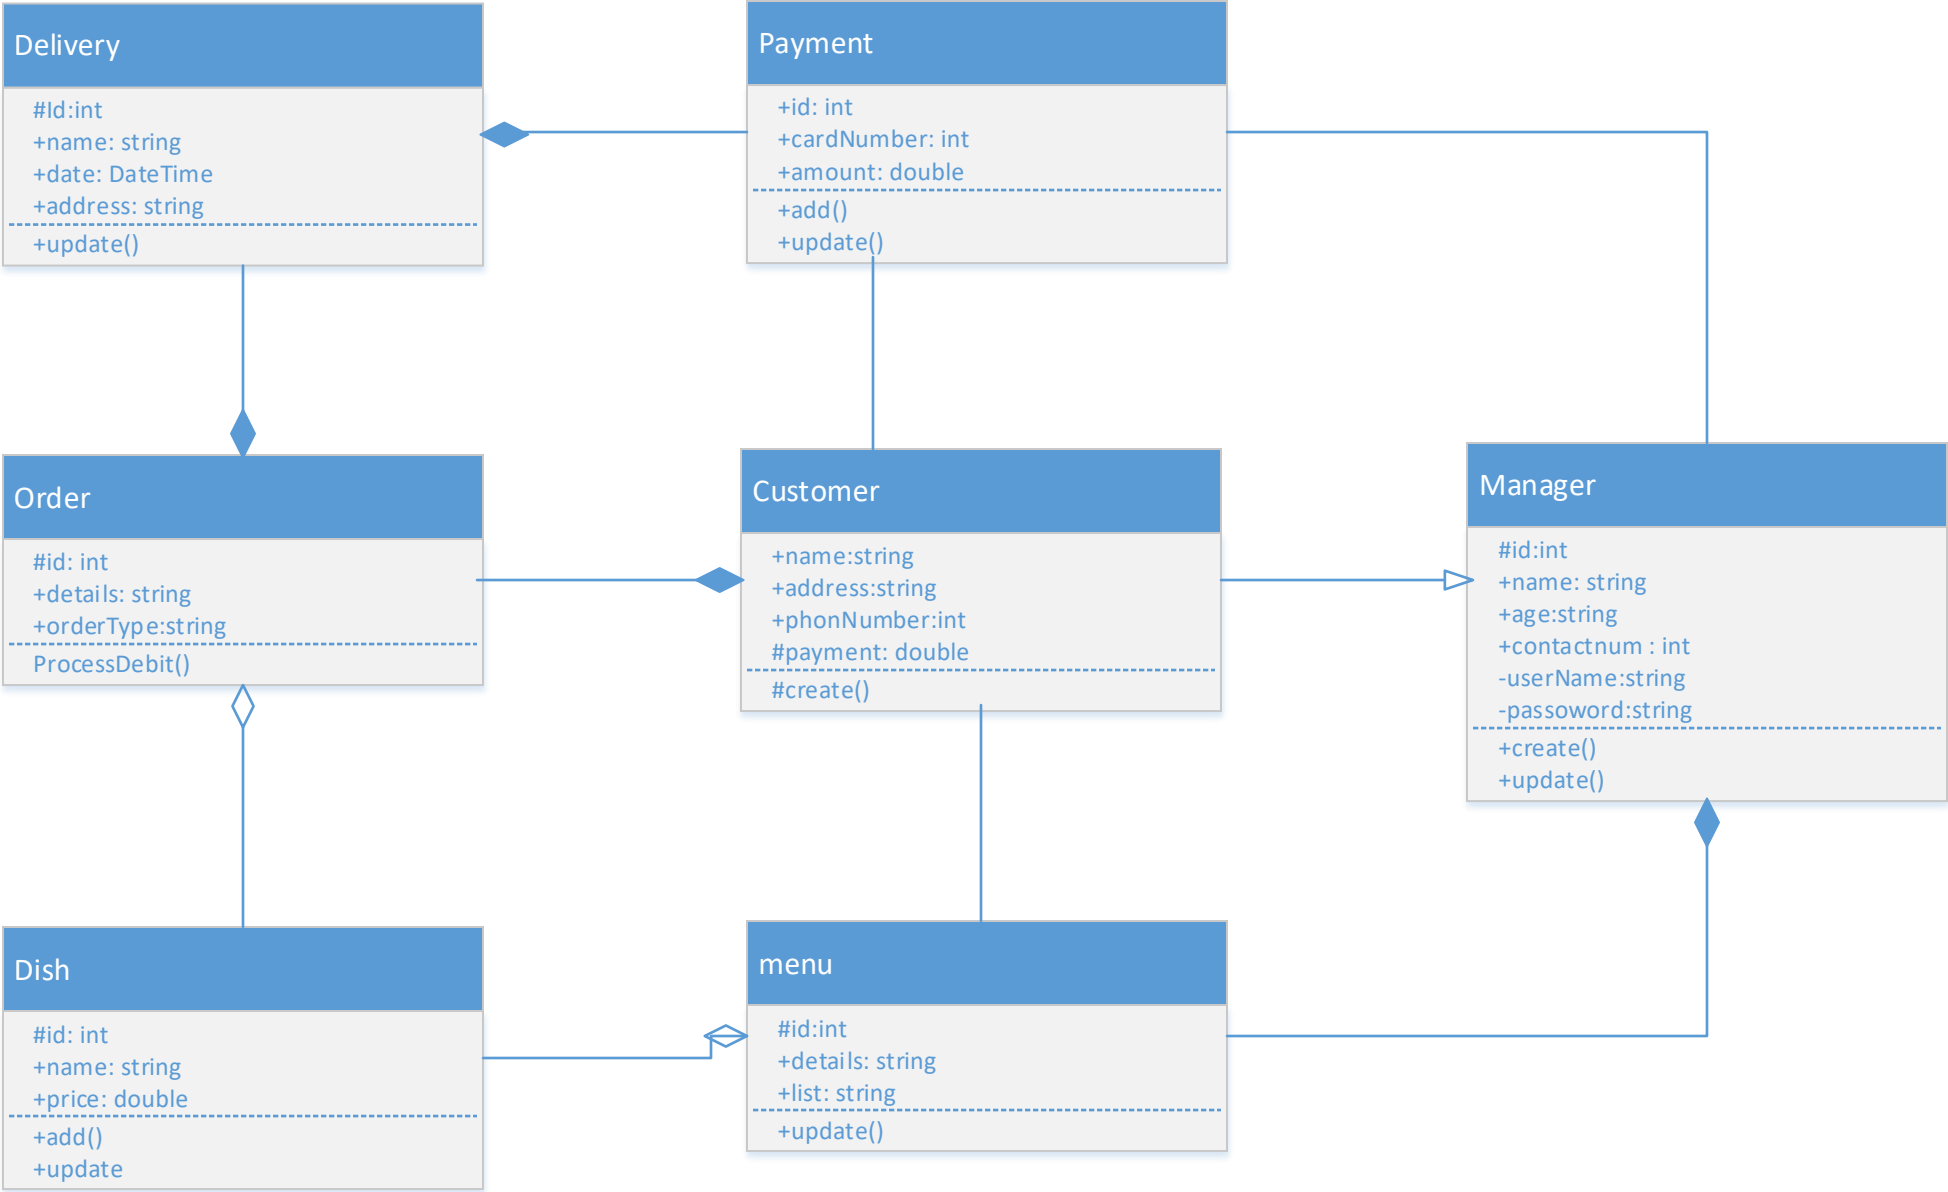 Delivery
#Id:int
+name: string
+date: DateTime
+address: string
+update()
Payment
+id: int
+cardNumber: int
+amount: double
+add()
+update()
Order
#id: int
+details: string
+orderType:string
ProcessDebit()
Customer
+name:string
+address:string
+phonNumber:int
#payment: double
#create()
Manager
#id:int
+name: string
+age:string
+contactnum : int
-userName:string
-passoword:string
+create()
+update()
Dish
#id: int
+name: string
+price: double
+add()
+update
menu
#id:int
+details: string
+list: string
+update()